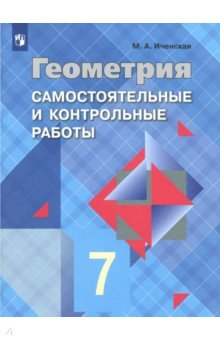 М. А. Иченская
Геометрия
САМОСТОЯТЕЛЬНЫЕ
И КОНТРОЛЬНЫЕ
РАБОТЫ
7